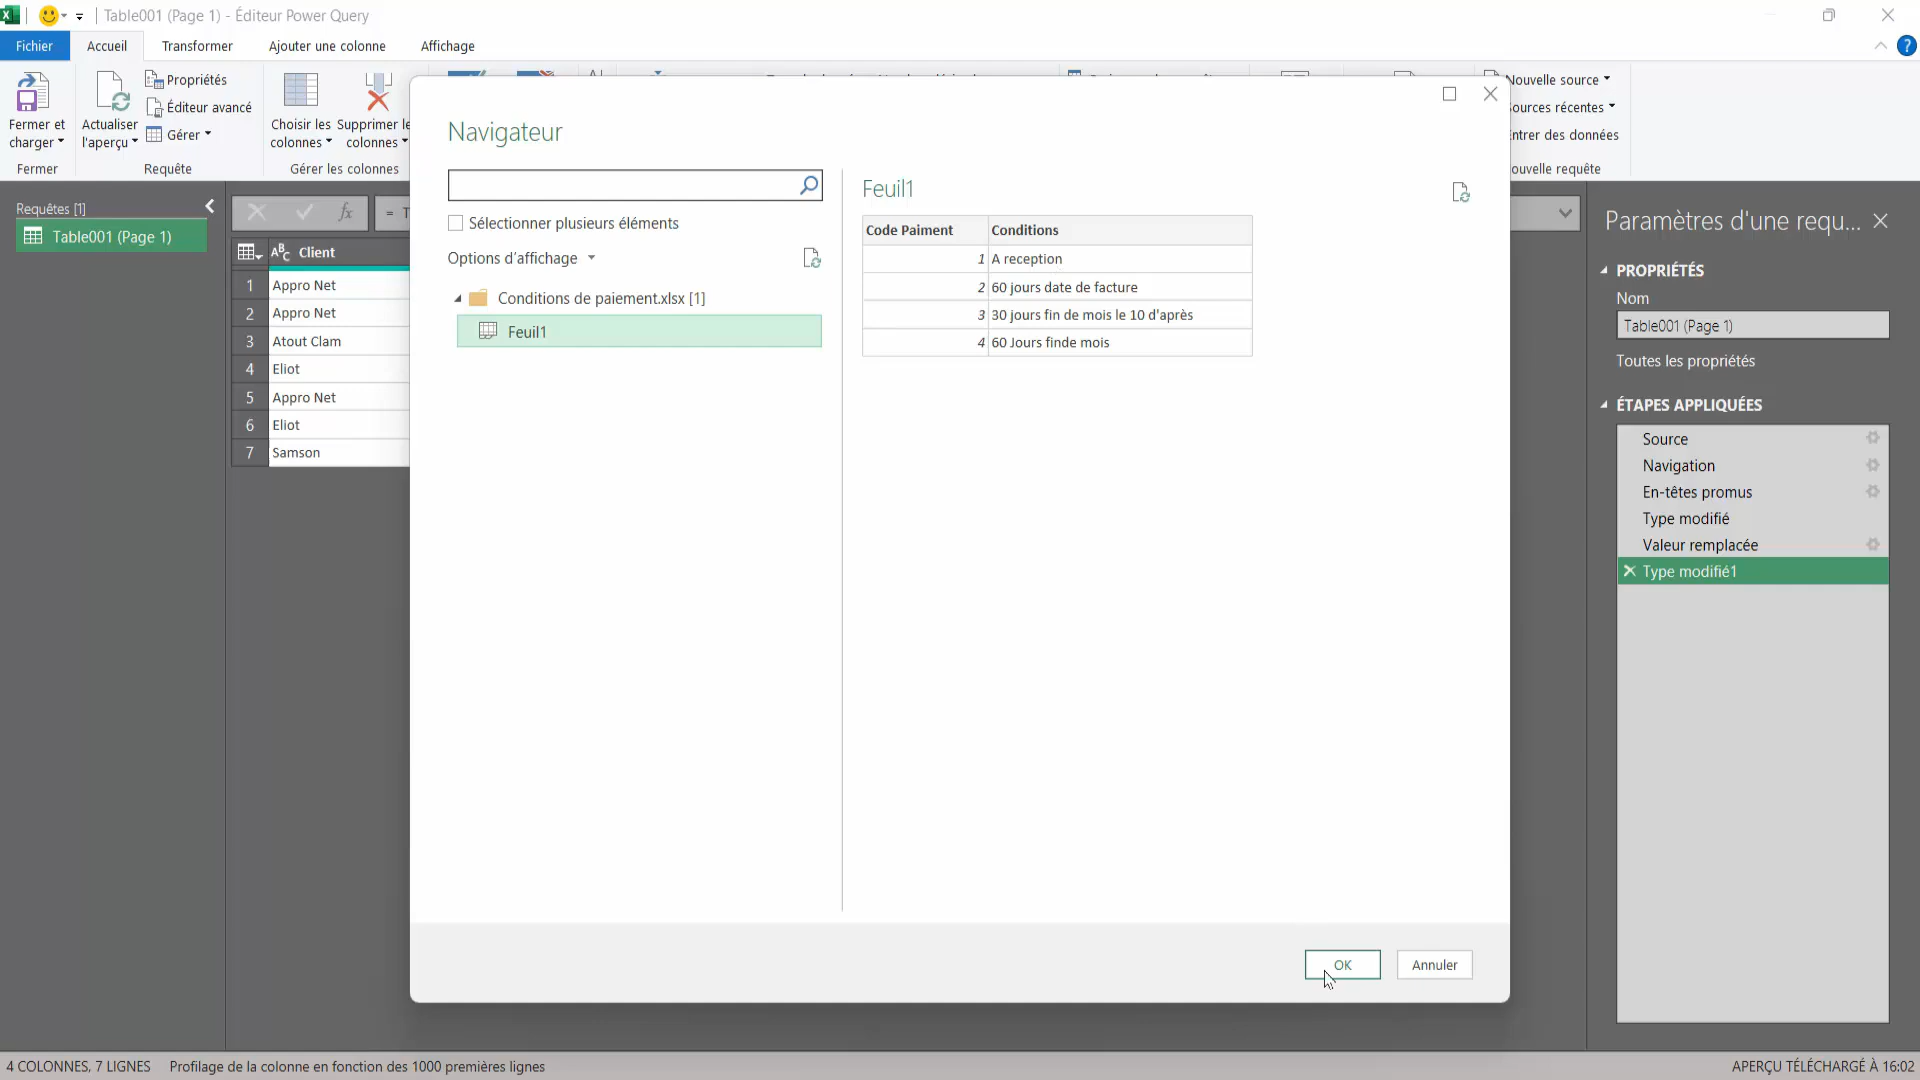 Table001 (Page 1) - Éditeur Power Query
Fichier
Accueil
Transformer
Ajouter une colonne
Affichage
Fermer et
charger
Fermer
Actualiser
l'aperçu
Propriétés
Éditeur avancé
Gérer
Requête
Choisir les
colonnes
Supprimer le
colonnes
Gérer les colonnes
Nouvelle source
ources récentes
ntrer des données
ouvelle requête
Requêtes [1]
Table001 (Page 1)
fx
= T
ABC Client
1 Appro Net
2 Appro Net
3 Atout Clam
4 Eliot
5 Appro Net
6 Eliot
7 Samson
Navigateur
Sélectionner plusieurs éléments
Options d'affichage
Conditions de paiement.xlsx [1]
Feuil1
Feuil1
Code Paiment Conditions
1 A reception
2 60 jours date de facture
3 30 jours fin de mois le 10 d'après
4 60 Jours finde mois
OK
Annuler
Paramètres d'une requ...
PROPRIÉTÉS
Nom
Table001 (Page 1)
Toutes les propriétés
ÉTAPES APPLIQUÉES
Source
Navigation
En-têtes promus
Type modifié
Valeur remplacée
Type modifié1
4 COLONNES, 7 LIGNES
Profilage de la colonne en fonction des 1000 premières lignes
APERÇU TÉLÉCHARGÉ À 16:02